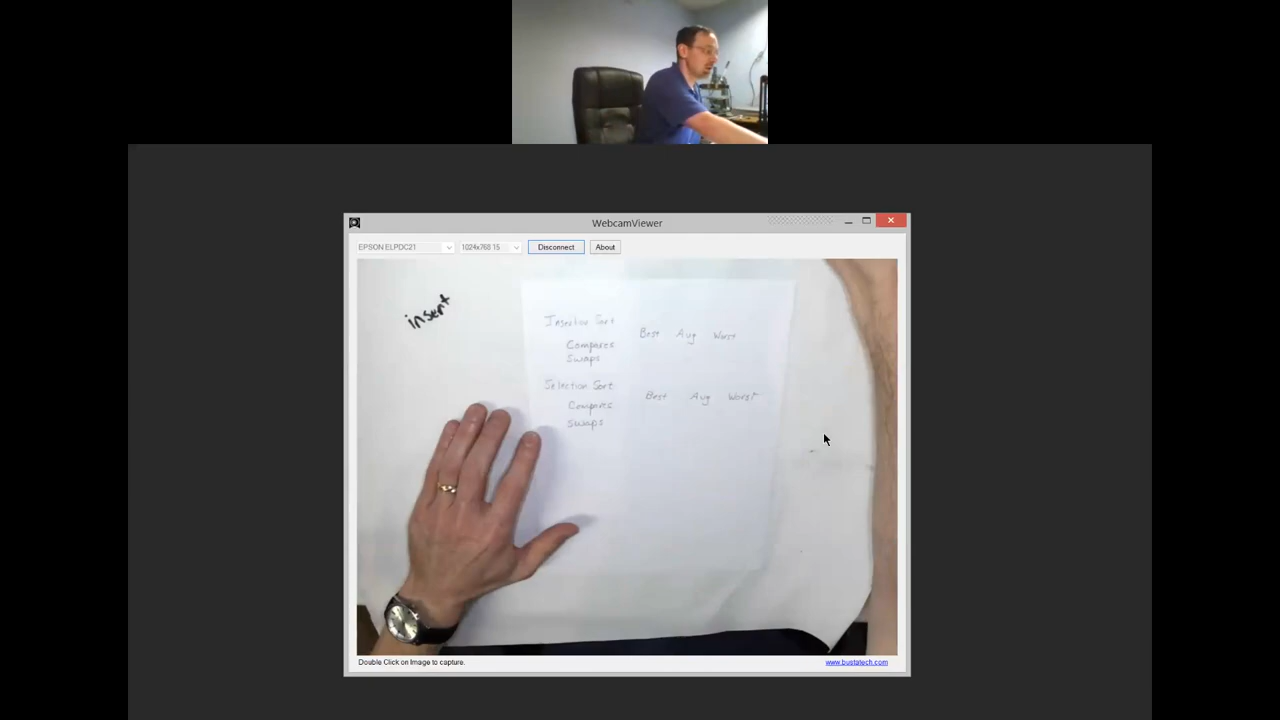 WebcamViewer
EPSON ELPDC21
1024x768 15
Disconnect
About
insert
Insertion Sort
Best Avg Worst
Compares
Swaps
Selection Sort
Best Avg Worst
Compares
Swaps
Double Click on Image to capture.
www.bustatech.com